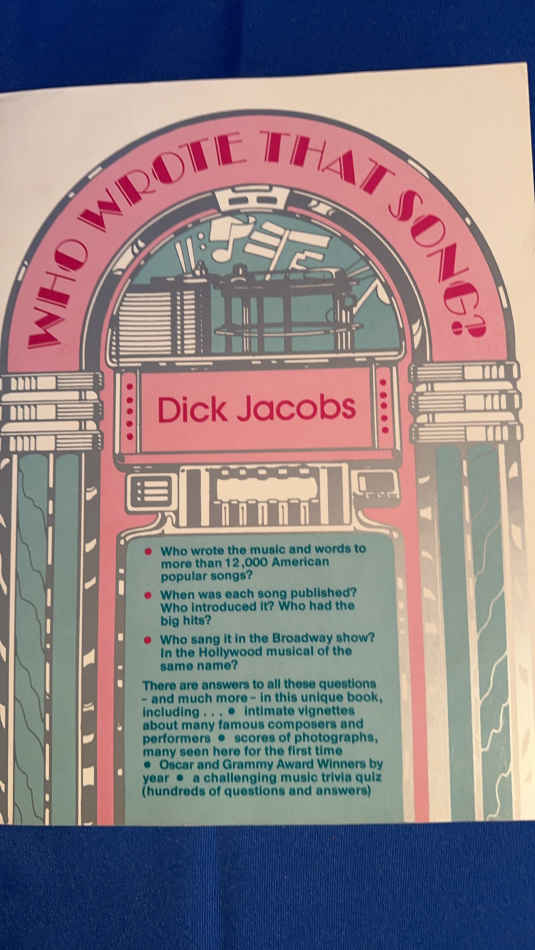 WHO WROTE THAT SONG?
Dick Jacobs
● Who wrote the music and words to
more than 12,000 American
popular songs?
● When was each song published?
Who introduced it? Who had the
big hits?
● Who sang it in the Broadway show?
In the Hollywood musical of the
same name?
There are answers to all these questions
– and much more – in this unique book,
including . . . ● intimate vignettes
about many famous composers and
performers ● scores of photographs,
many seen here for the first time
● Oscar and Grammy Award Winners by
year ● a challenging music trivia quiz
(hundreds of questions and answers)